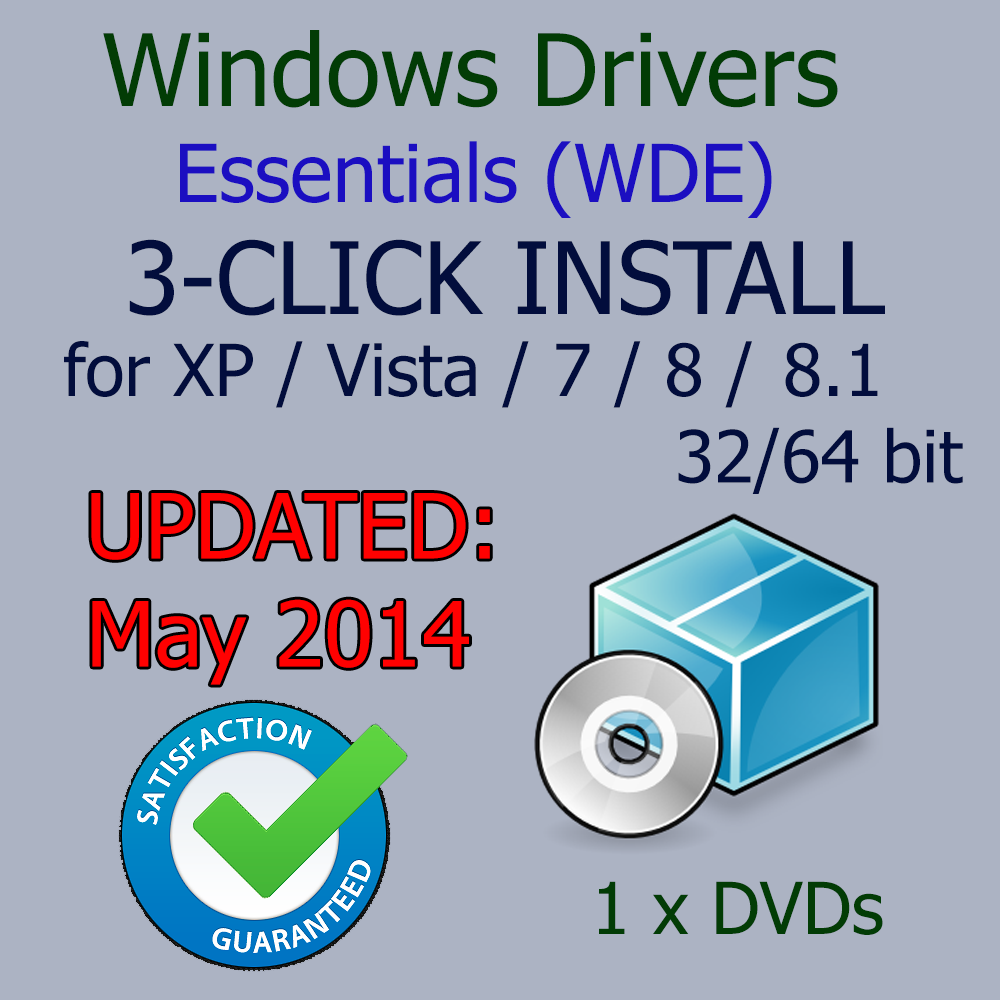 Windows Drivers
Essentials (WDE)
3-CLICK INSTALL
for XP / Vista / 7 / 8 / 8.1
32/64 bit
UPDATED:
May 2014
SATISFACTION
GUARANTEED
1 x DVDs